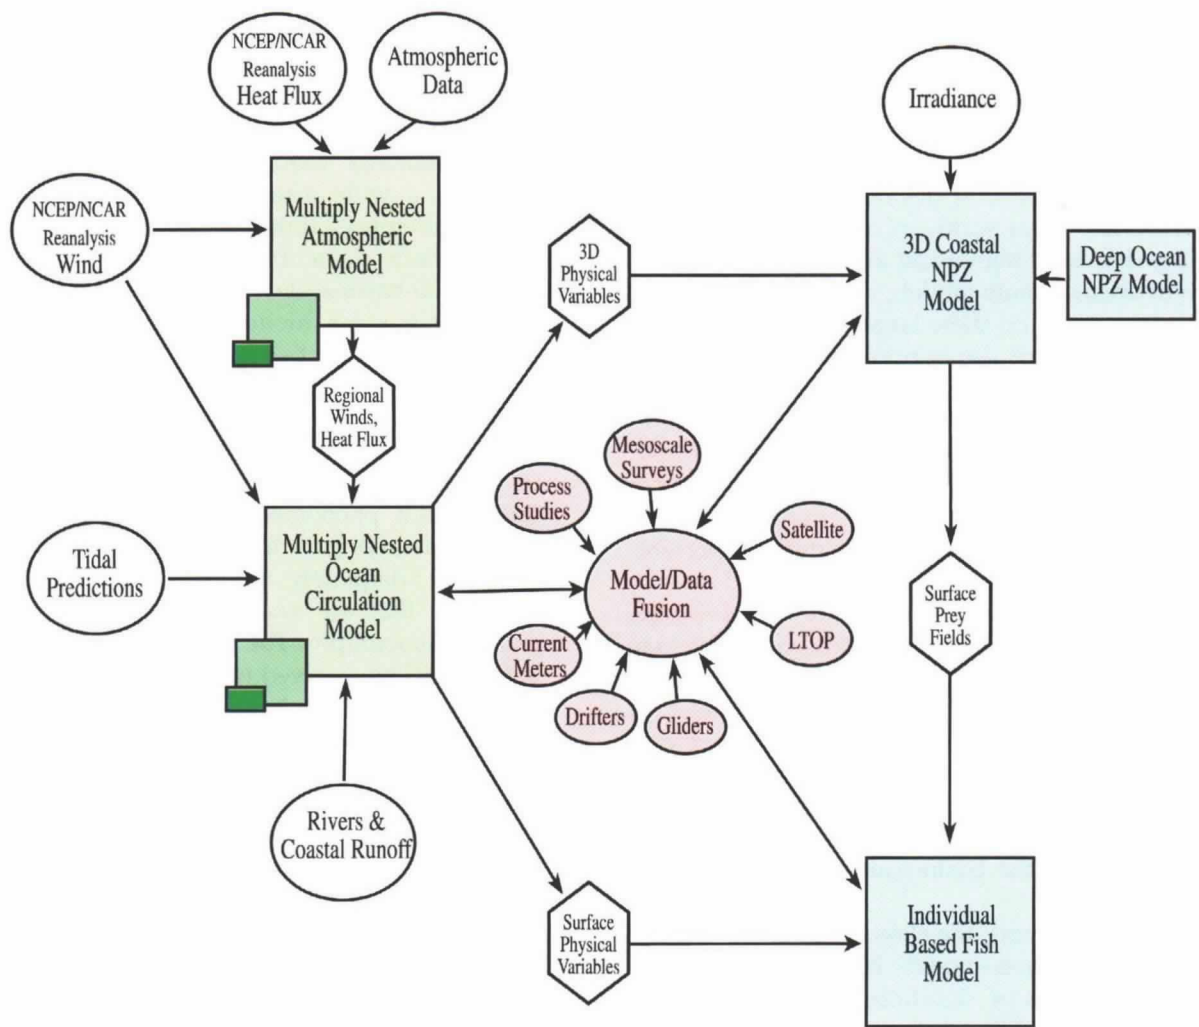 NCEP/NCAR
Reanalysis
Heat Flux
Atmospheric
Data
Irradiance
NCEP/NCAR
Reanalysis
Wind
Multiply Nested
Atmospheric
Model
3D
Physical
Variables
3D Coastal
NPZ
Model
Deep Ocean
NPZ Model
Regional
Winds,
Heat Flux
Mesoscale
Surveys
Process
Studies
Satellite
Tidal
Predictions
Multiply Nested
Ocean
Circulation
Model
Model/Data
Fusion
Surface
Prey
Fields
Current
Meters
LTOP
Drifters
Gliders
Rivers &
Coastal Runoff
Surface
Physical
Variables
Individual
Based Fish
Model